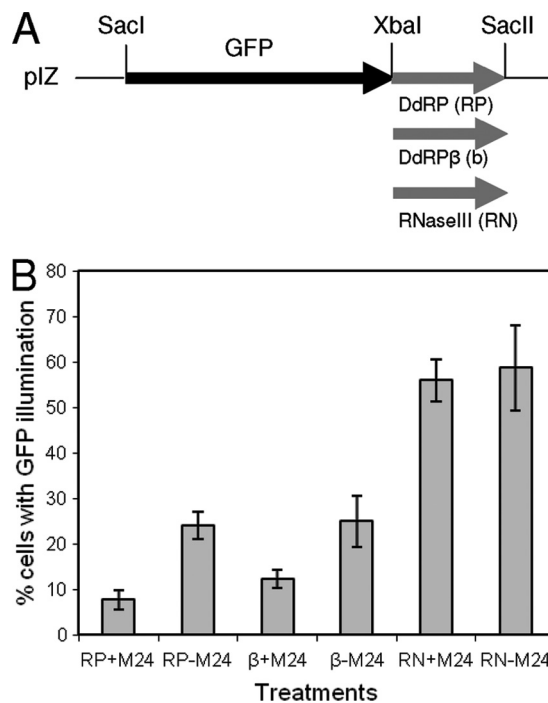 A
SacI
GFP
XbaI
SacII
pIZ
DdRP (RP)
DdRPβ (b)
RNaseIII (RN)
B
% cells with GFP illumination
80
70
60
50
40
30
20
10
0
RP+M24 RP-M24 β+M24 β-M24 RN+M24 RN-M24
Treatments